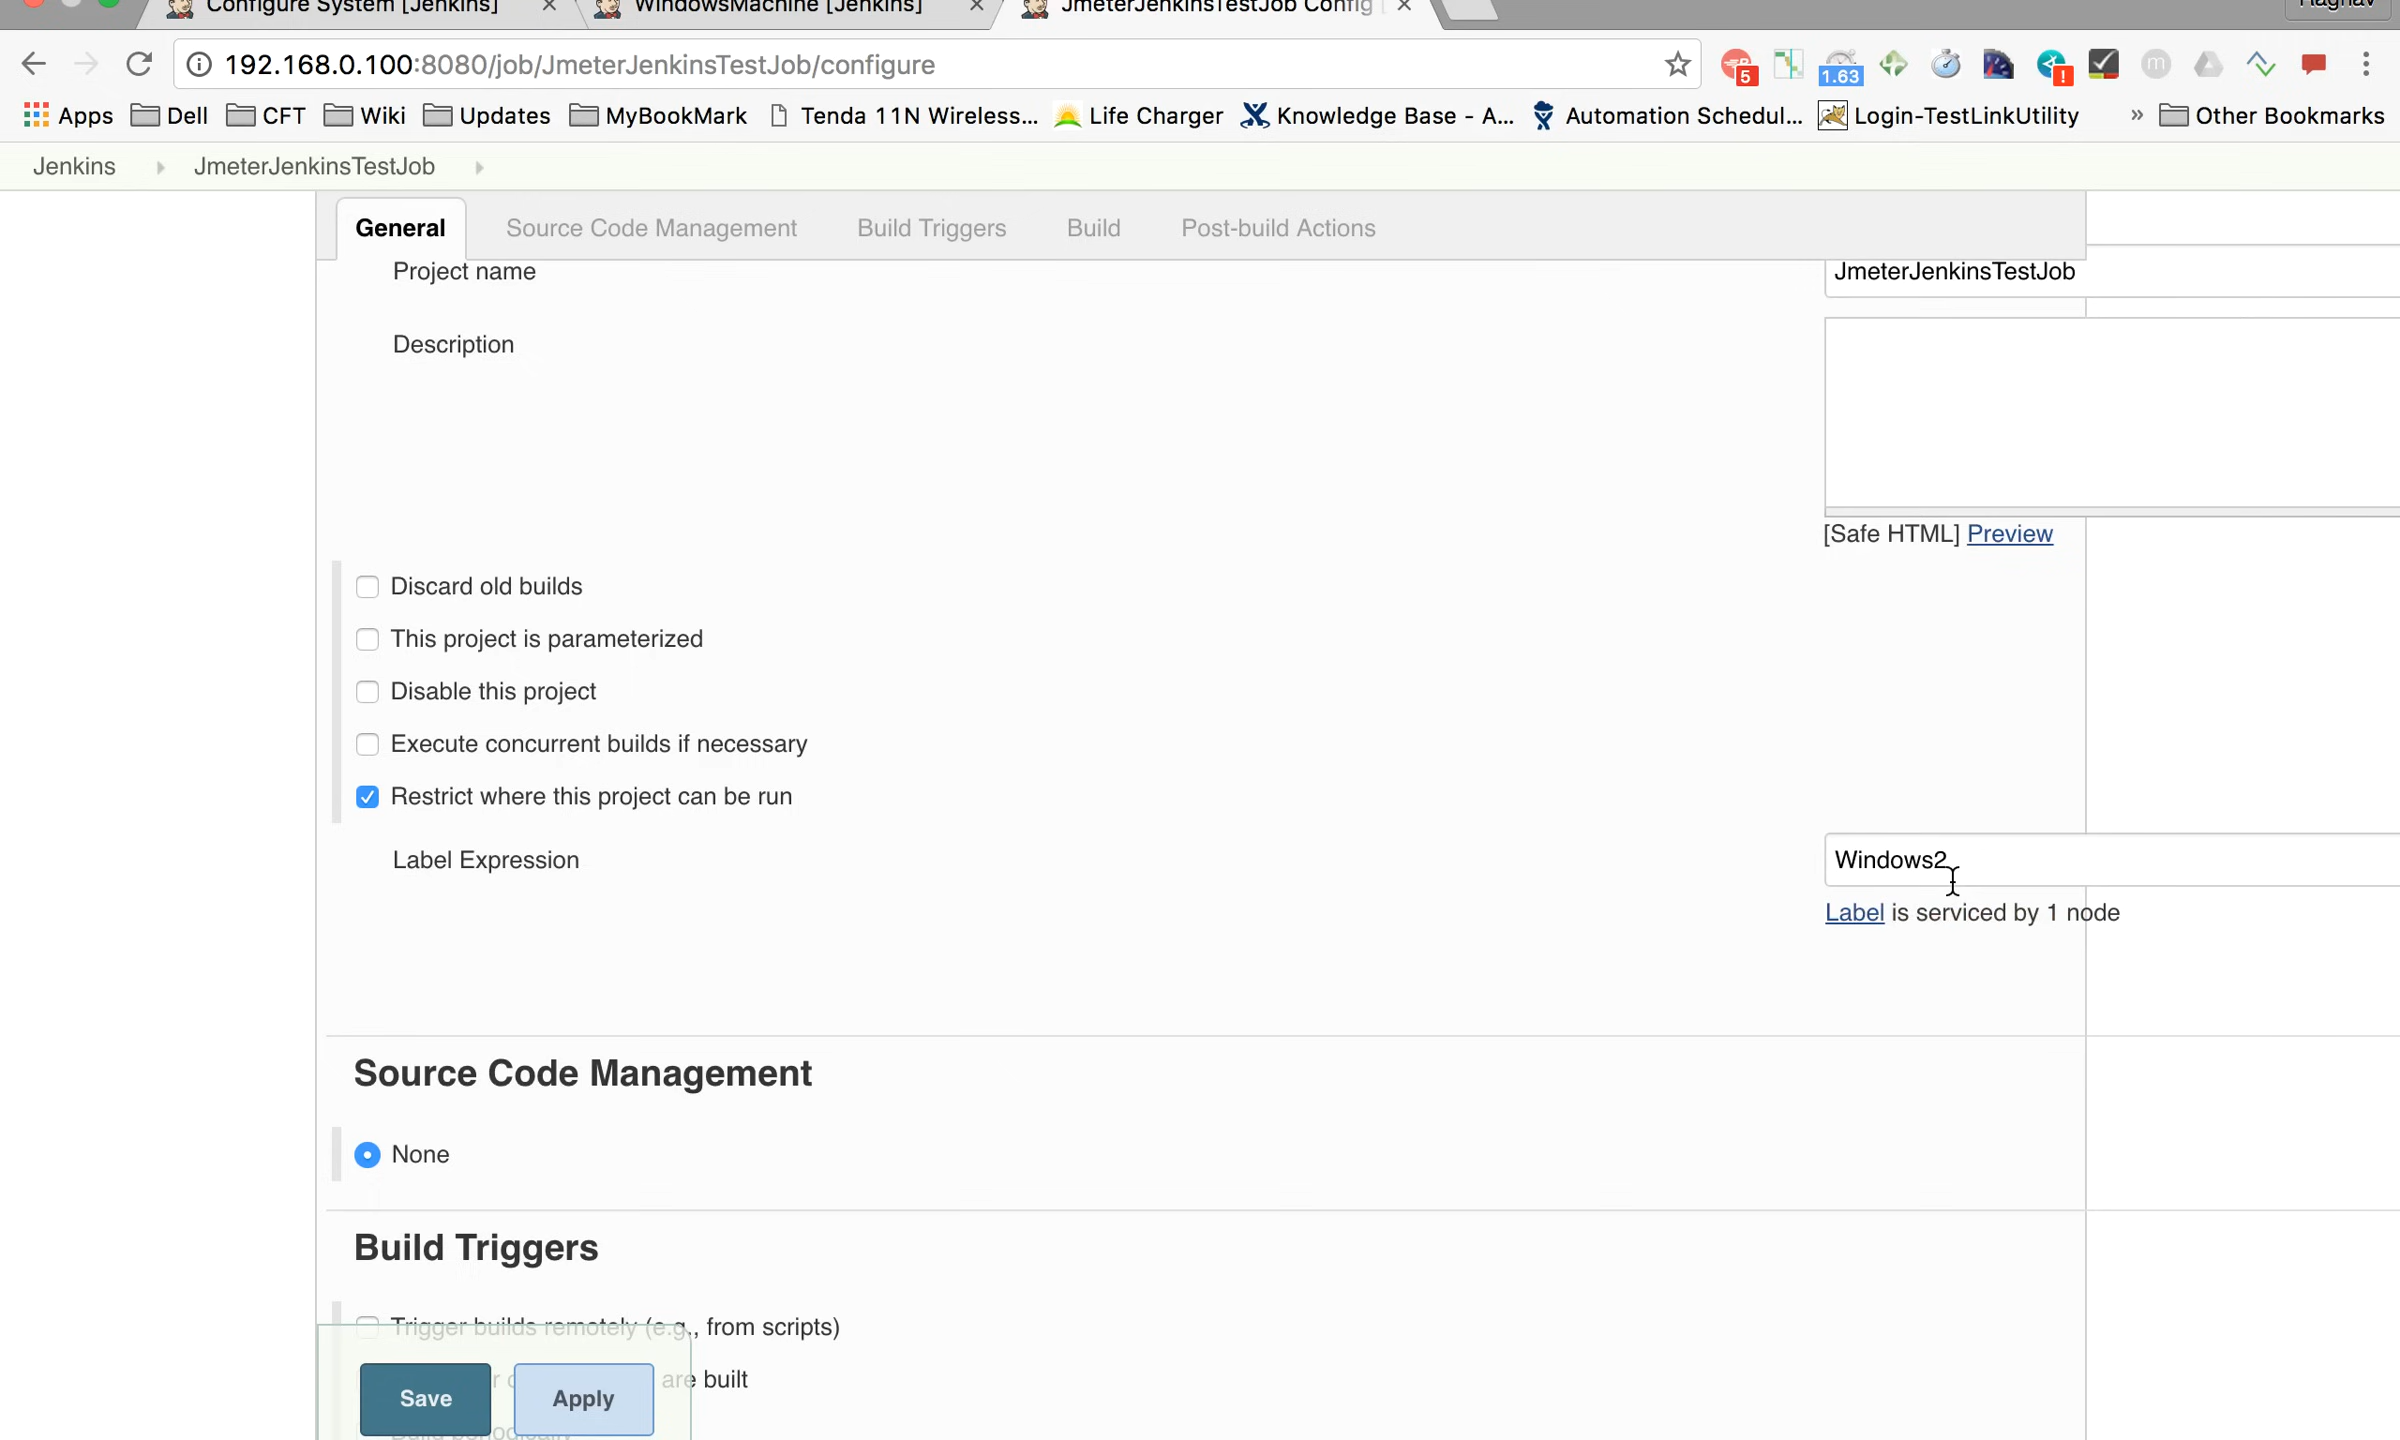 Configure System [Jenkins]
WindowsMachine [Jenkins]
JmeterJenkinsTestJob Config [
Raghav
192.168.0.100:8080/job/JmeterJenkinsTestJob/configure
5
1.63
!
m
Apps
Dell
CFT
Wiki
Updates
MyBookMark
Tenda 11N Wireless...
Life Charger
Knowledge Base - A...
Automation Schedul...
Login-TestLinkUtility
»
Other Bookmarks
Jenkins
JmeterJenkinsTestJob
General
Source Code Management
Build Triggers
Build
Post-build Actions
Project name
JmeterJenkinsTestJob
Description
[Safe HTML] Preview
Discard old builds
This project is parameterized
Disable this project
Execute concurrent builds if necessary
Restrict where this project can be run
Label Expression
Windows2
Label is serviced by 1 node
Source Code Management
None
Build Triggers
Trigger builds remotely (e.g., from scripts)
are built
Save
Apply
Build periodically